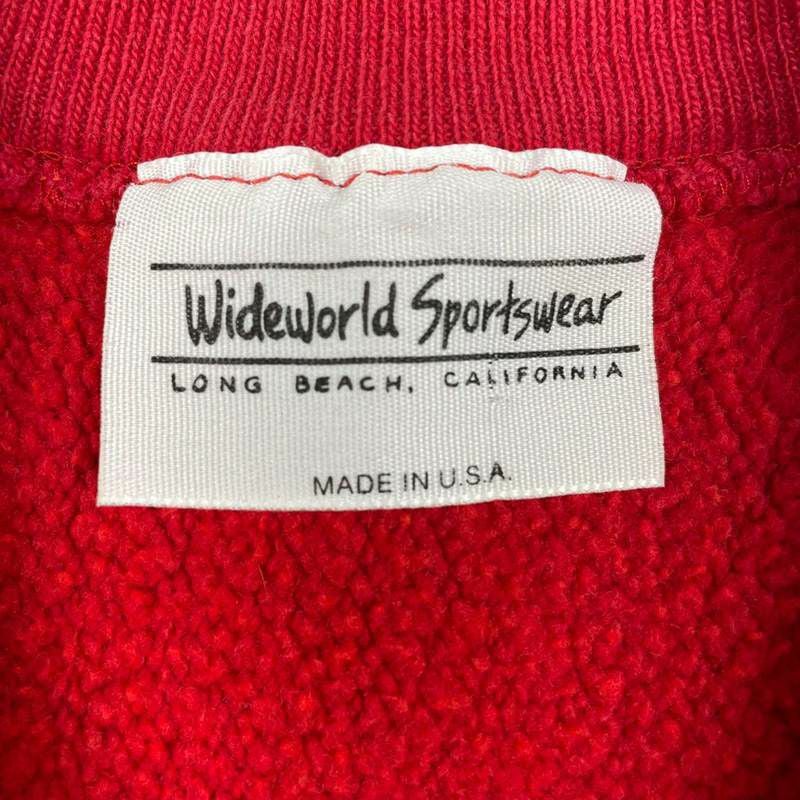 Wideworld Sportswear
LONG BEACH, CALIFORNIA
MADE IN U.S.A.